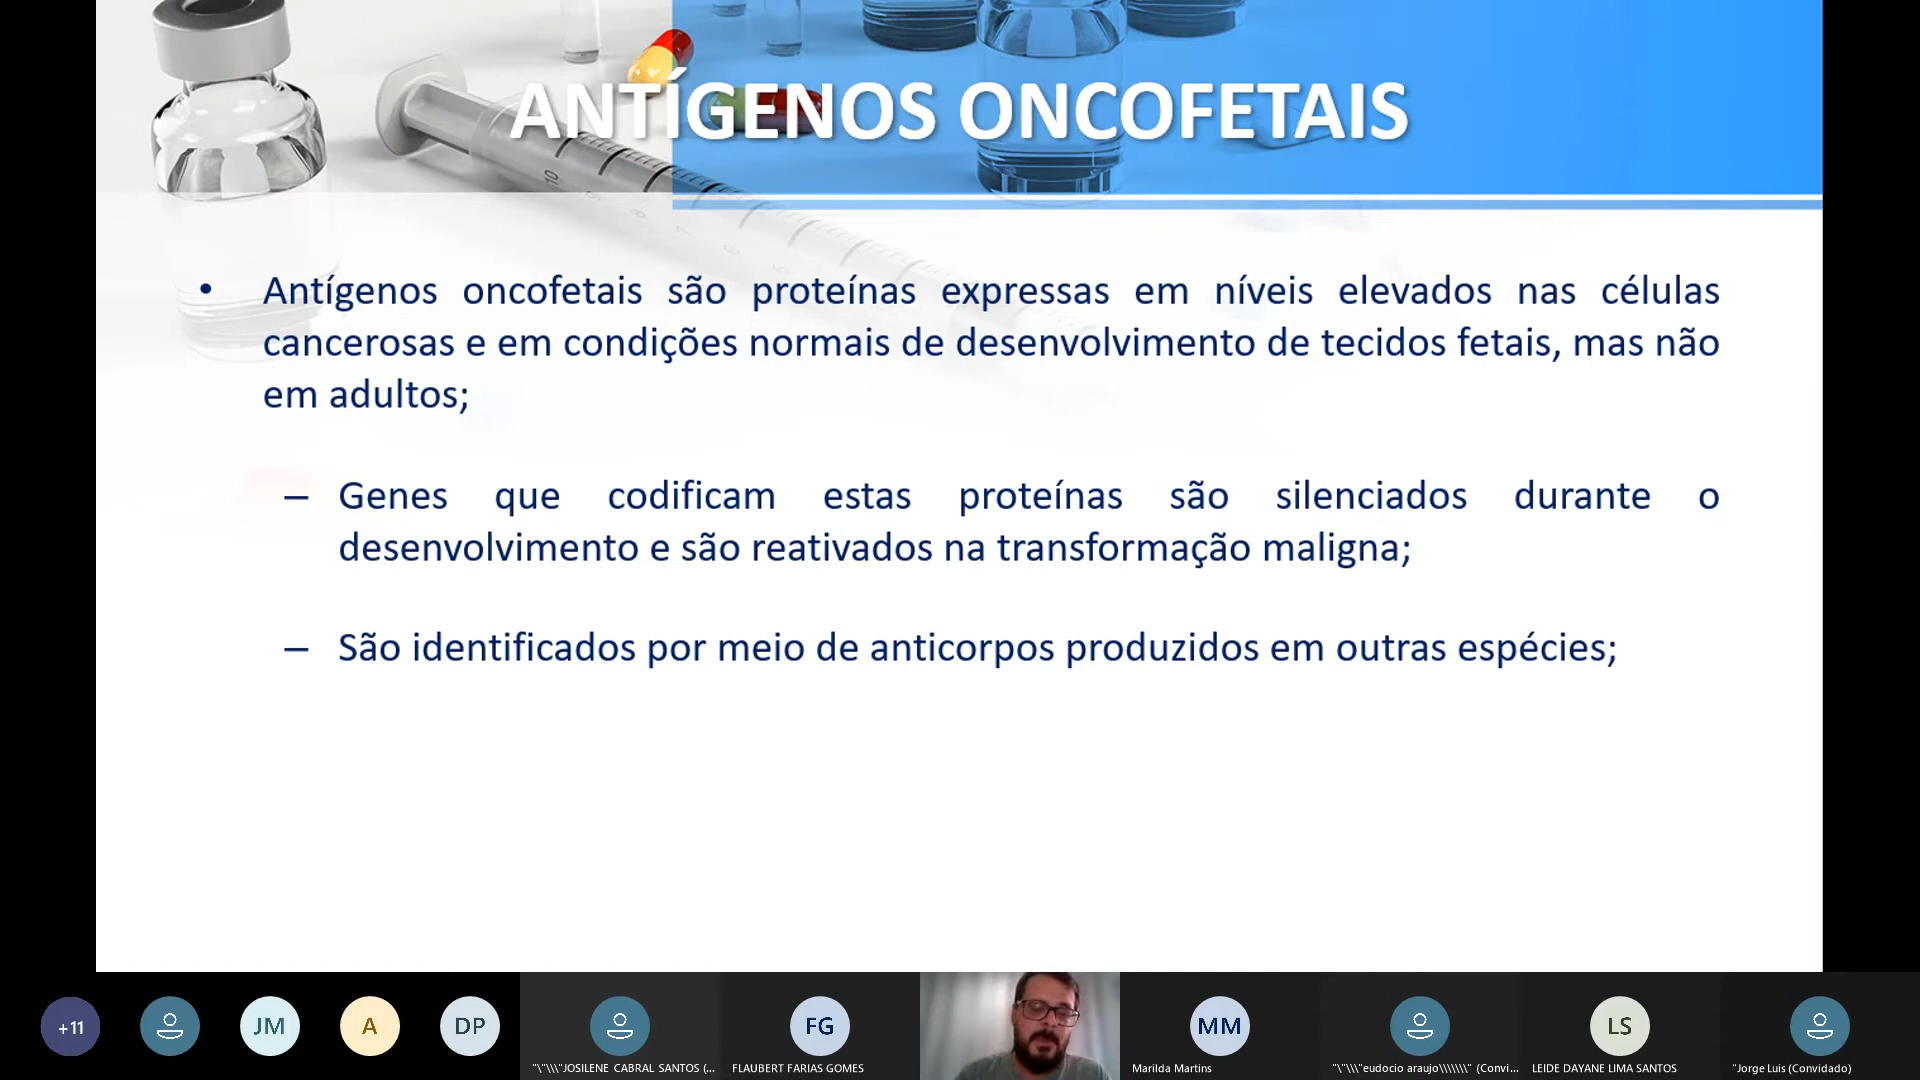 ANTÍGENOS ONCOFETAIS
• Antígenos oncofetais são proteínas expressas em níveis elevados nas células
cancerosas e em condições normais de desenvolvimento de tecidos fetais, mas não
em adultos;
– Genes que codificam estas proteínas são silenciados durante o
desenvolvimento e são reativados na transformação maligna;
– São identificados por meio de anticorpos produzidos em outras espécies;
10
+11
JM
A
DP
FG
MM
LS
"\"\\\"JOSILENE CABRAL SANTOS (...
FLAUBERT FARIAS GOMES
Marilda Martins
"\"\\\"eudocio araujo\\\\\\\" (Convi...
LEIDE DAYANE LIMA SANTOS
"Jorge Luis (Convidado)